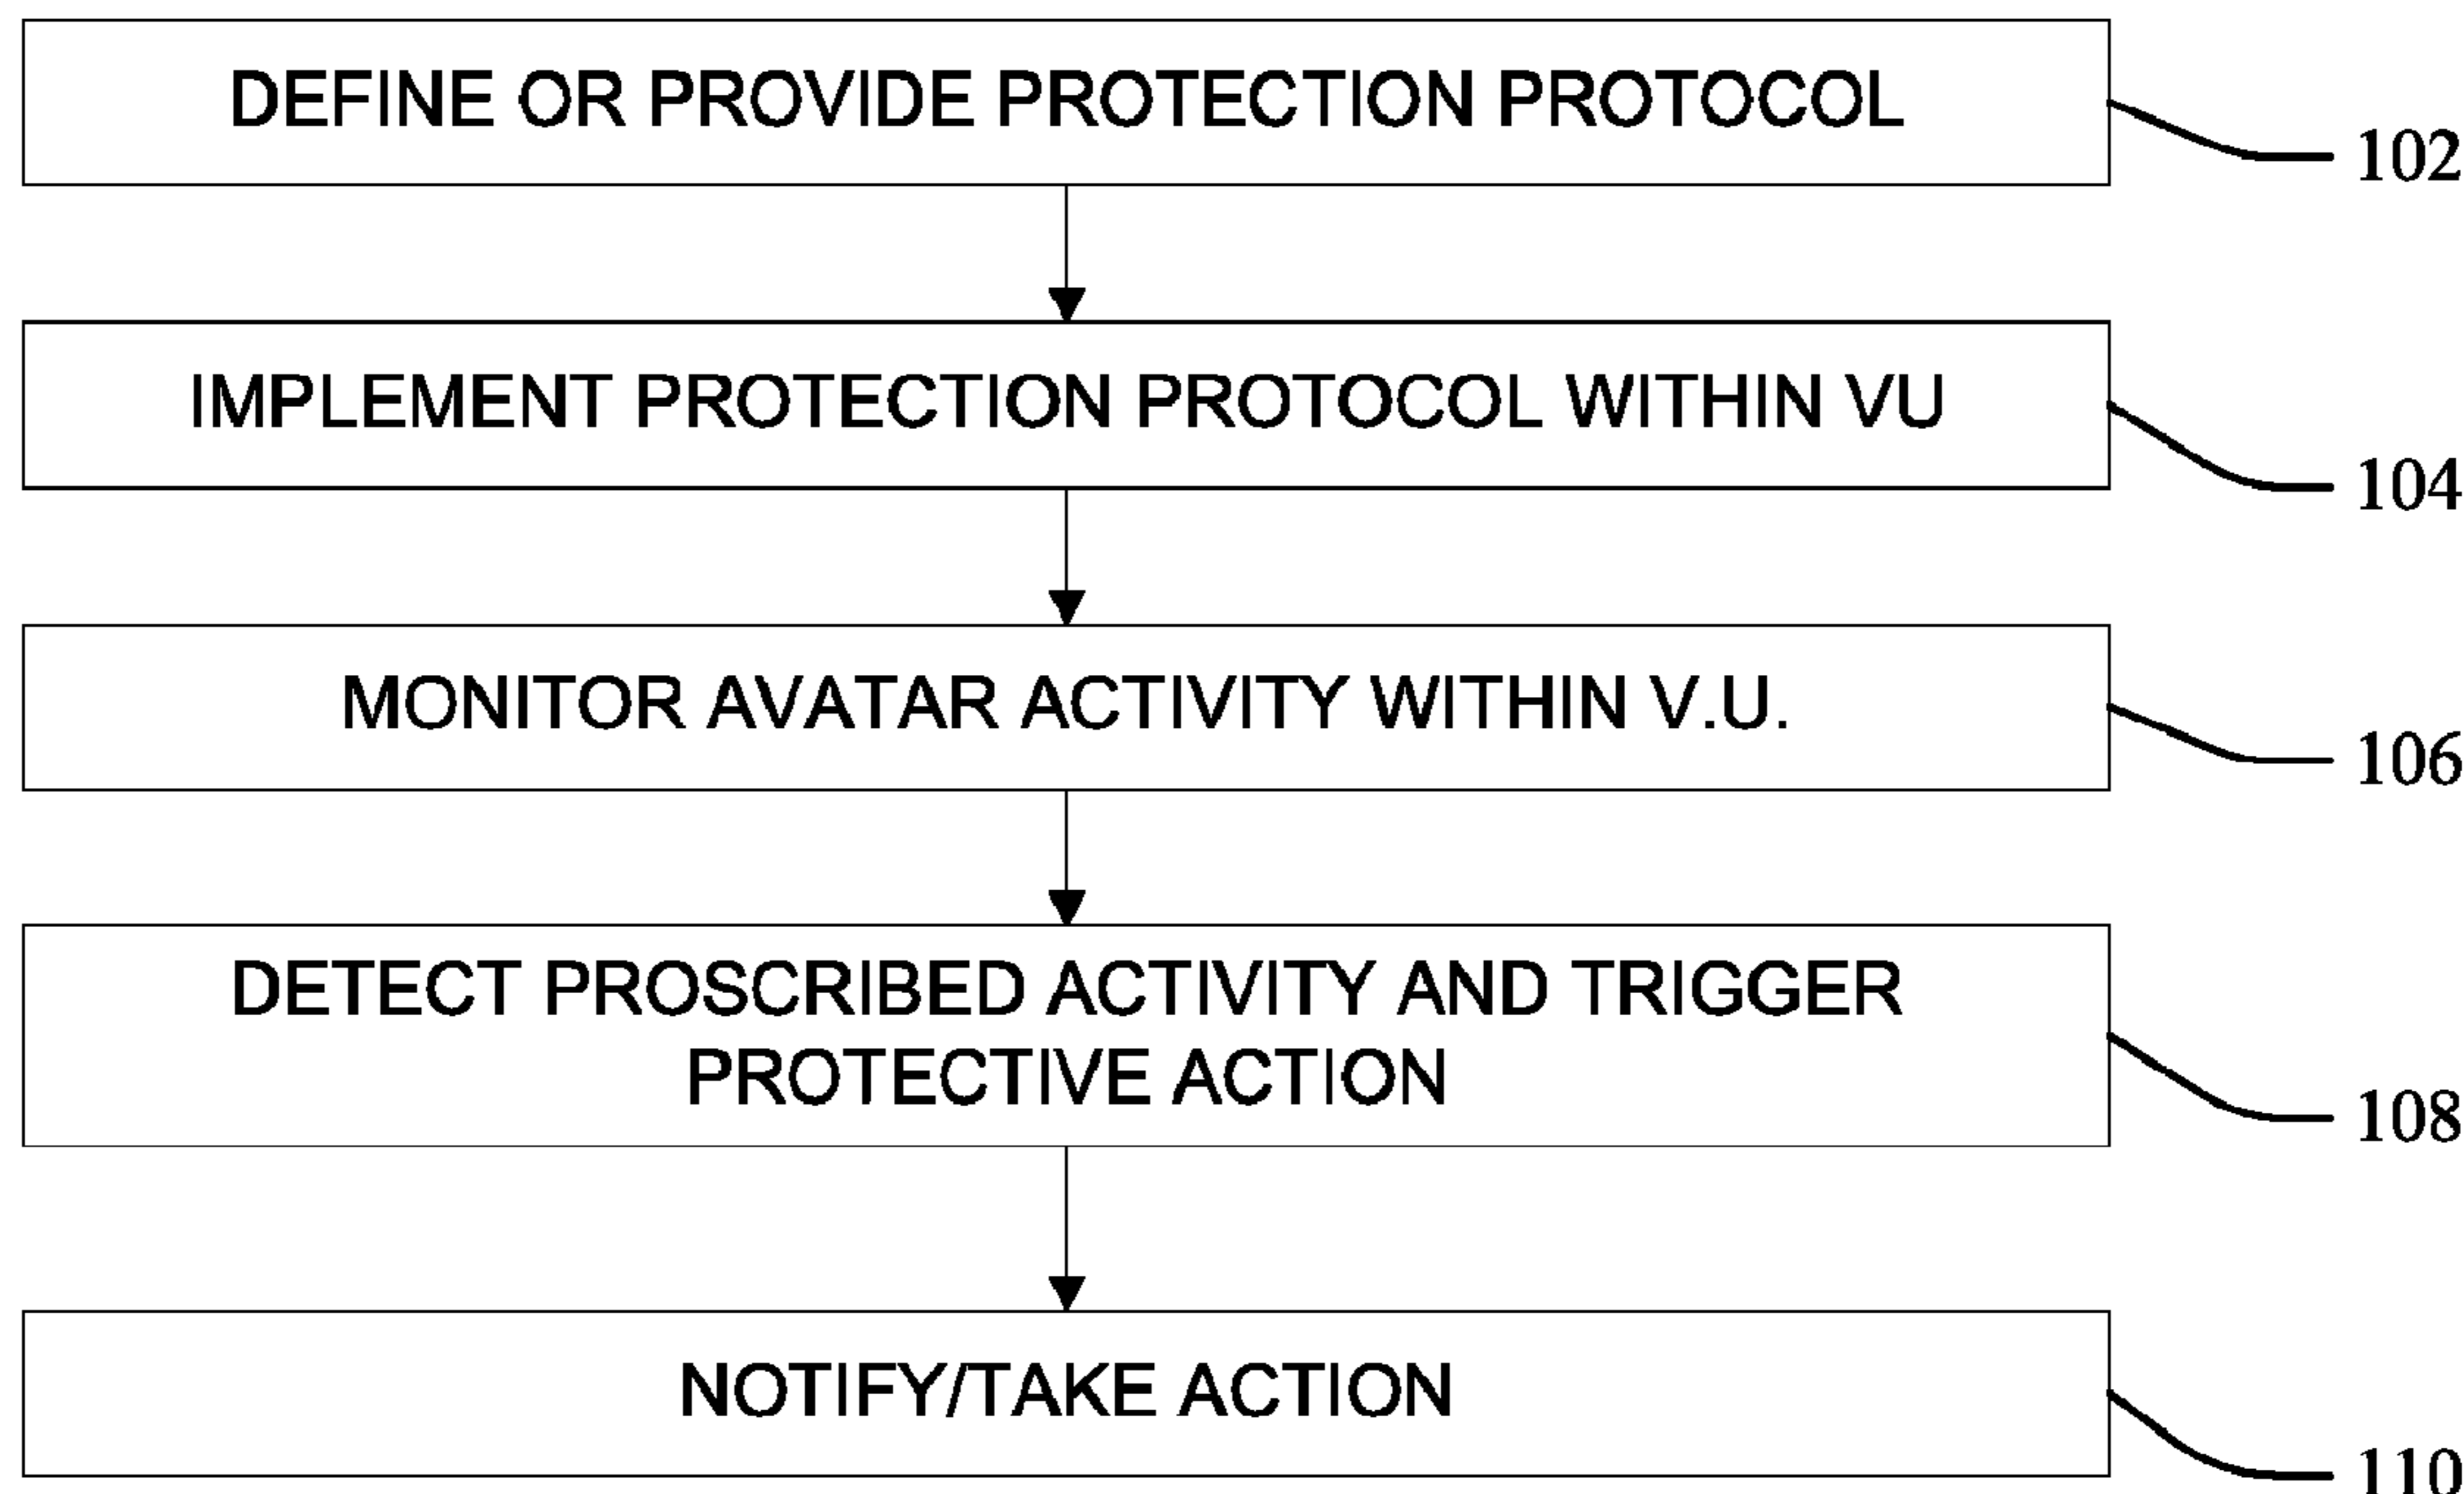 DEFINE OR PROVIDE PROTECTION PROTOCOL
102
IMPLEMENT PROTECTION PROTOCOL WITHIN VU
104
MONITOR AVATAR ACTIVITY WITHIN V.U.
106
DETECT PROSCRIBED ACTIVITY AND TRIGGER
PROTECTIVE ACTION
108
NOTIFY/TAKE ACTION
110